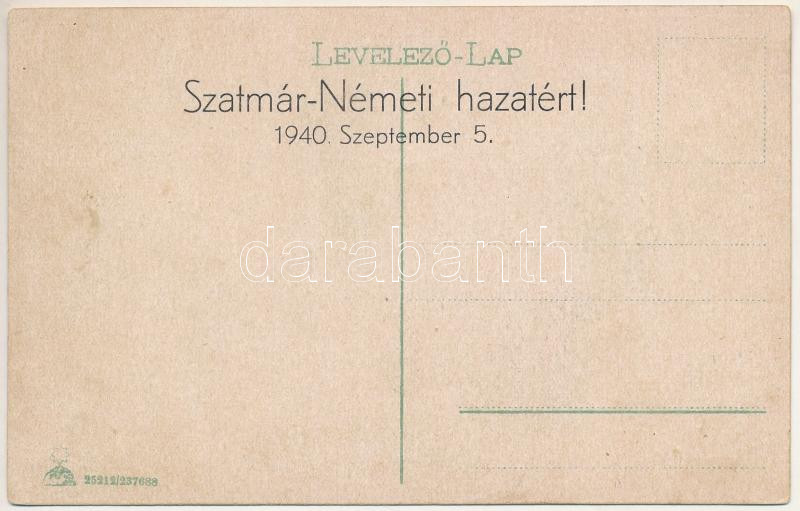 LEVELEZŐ-LAP
Szatmár-Németi hazatért!
1940. Szeptember 5.
darabanth
25212/237688